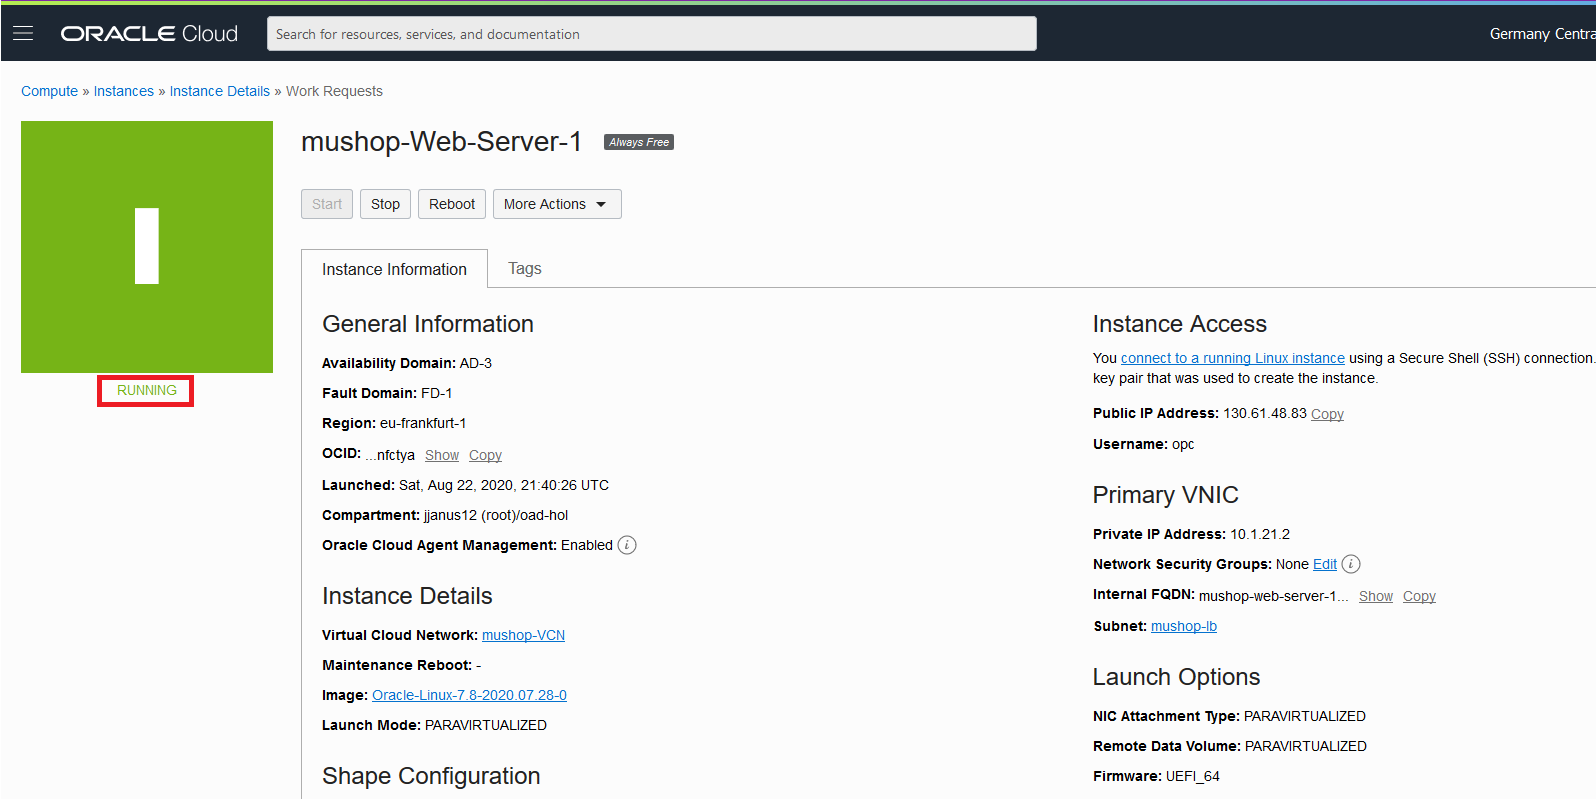 ORACLE Cloud
Search for resources, services, and documentation
Germany Centra
Compute » Instances » Instance Details » Work Requests
mushop-Web-Server-1 Always Free
Start Stop Reboot More Actions
RUNNING
Instance Information Tags
General Information
Availability Domain: AD-3
Fault Domain: FD-1
Region: eu-frankfurt-1
OCID: ...nfctya Show Copy
Launched: Sat, Aug 22, 2020, 21:40:26 UTC
Compartment: jjanus12 (root)/oad-hol
Oracle Cloud Agent Management: Enabled i
Instance Details
Virtual Cloud Network: mushop-VCN
Maintenance Reboot: -
Image: Oracle-Linux-7.8-2020.07.28-0
Launch Mode: PARAVIRTUALIZED
Shape Configuration
Instance Access
You connect to a running Linux instance using a Secure Shell (SSH) connection.
key pair that was used to create the instance.
Public IP Address: 130.61.48.83 Copy
Username: opc
Primary VNIC
Private IP Address: 10.1.21.2
Network Security Groups: None Edit i
Internal FQDN: mushop-web-server-1... Show Copy
Subnet: mushop-lb
Launch Options
NIC Attachment Type: PARAVIRTUALIZED
Remote Data Volume: PARAVIRTUALIZED
Firmware: UEFI_64